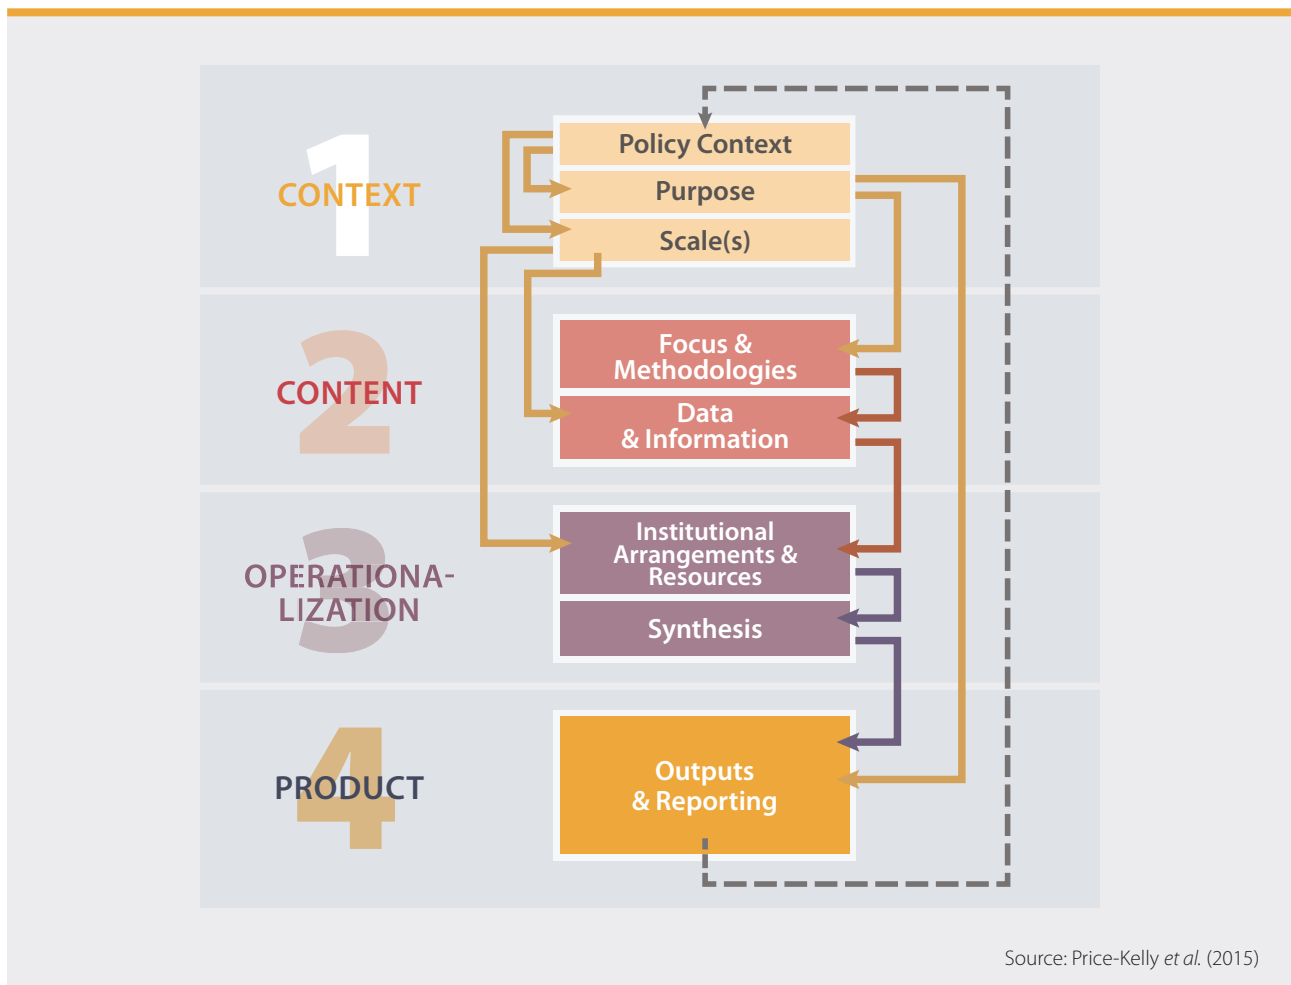 1
CONTEXT
Policy Context
Purpose
Scale(s)
2
CONTENT
Focus &
Methodologies
Data
& Information
3
OPERATIONA-
LIZATION
Institutional
Arrangements &
Resources
Synthesis
4
PRODUCT
Outputs
& Reporting
Source: Price-Kelly et al. (2015)